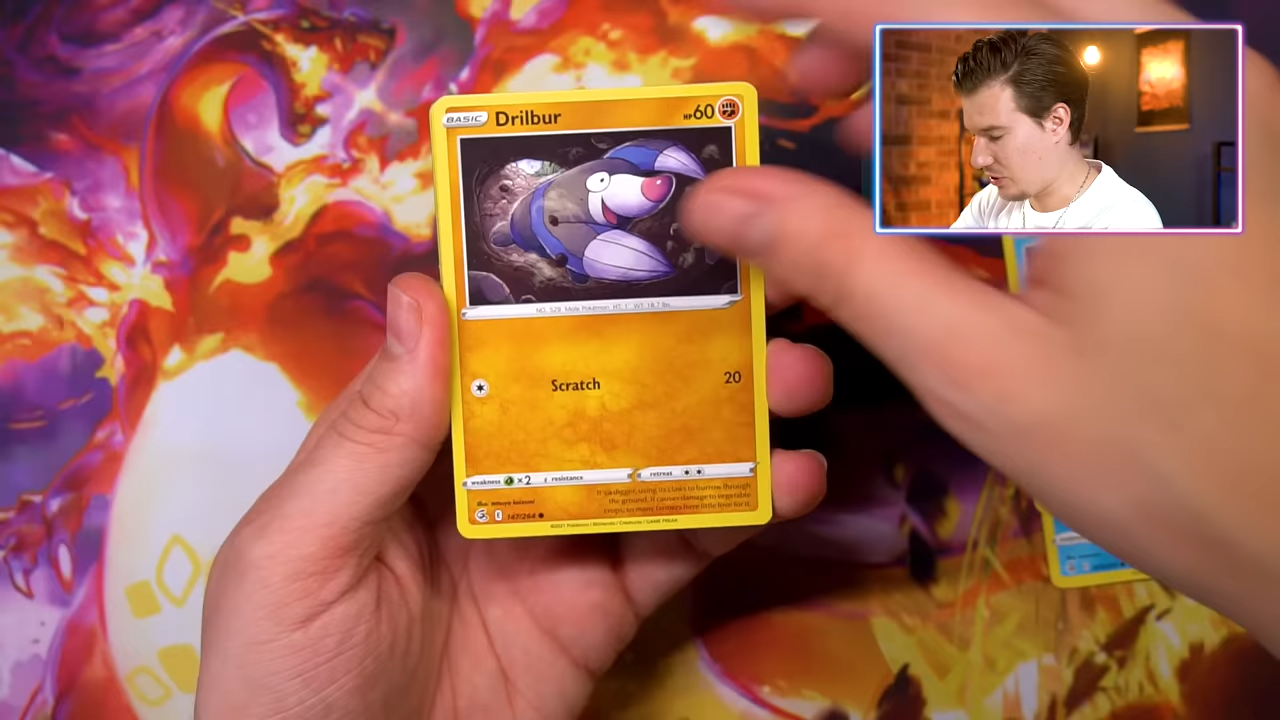 BASIC Drilbur HP60
NO. 529 Mole Pokémon HT: 1' WT: 18.7 lbs.
Scratch 20
weakness ×2 resistance retreat
It's a digger, using its claws to burrow through
the ground. It causes damage to vegetable
crops, so many farmers have little love for it.
Illus.
E 147/264
©2021 Pokémon / Nintendo / Creatures / GAME FREAK